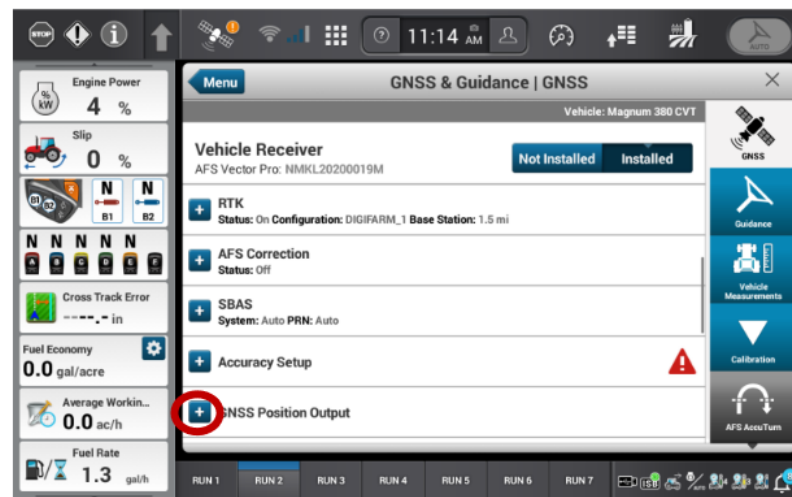 STOP
11:14 AM
AUTO
% kW
Engine Power
4 %
Slip
0 %
B1 B2
N N
B1 B2
N N N N N
A B C D E F
Cross Track Error
----.- in
Fuel Economy
0.0 gal/acre
Average Workin...
0.0 ac/h
Fuel Rate
1.3 gal/h
Menu
GNSS & Guidance | GNSS
Vehicle: Magnum 380 CVT
Vehicle Receiver
AFS Vector Pro: NMKL20200019M
Not Installed
Installed
RTK
Status: On Configuration: DIGIFARM_1 Base Station: 1.5 mi
AFS Correction
Status: Off
SBAS
System: Auto PRN: Auto
Accuracy Setup
GNSS Position Output
GNSS
Guidance
Vehicle
Measurements
Calibration
AFS AccuTurn
RUN 1 RUN 2 RUN 3 RUN 4 RUN 5 RUN 6 RUN 7
ISB